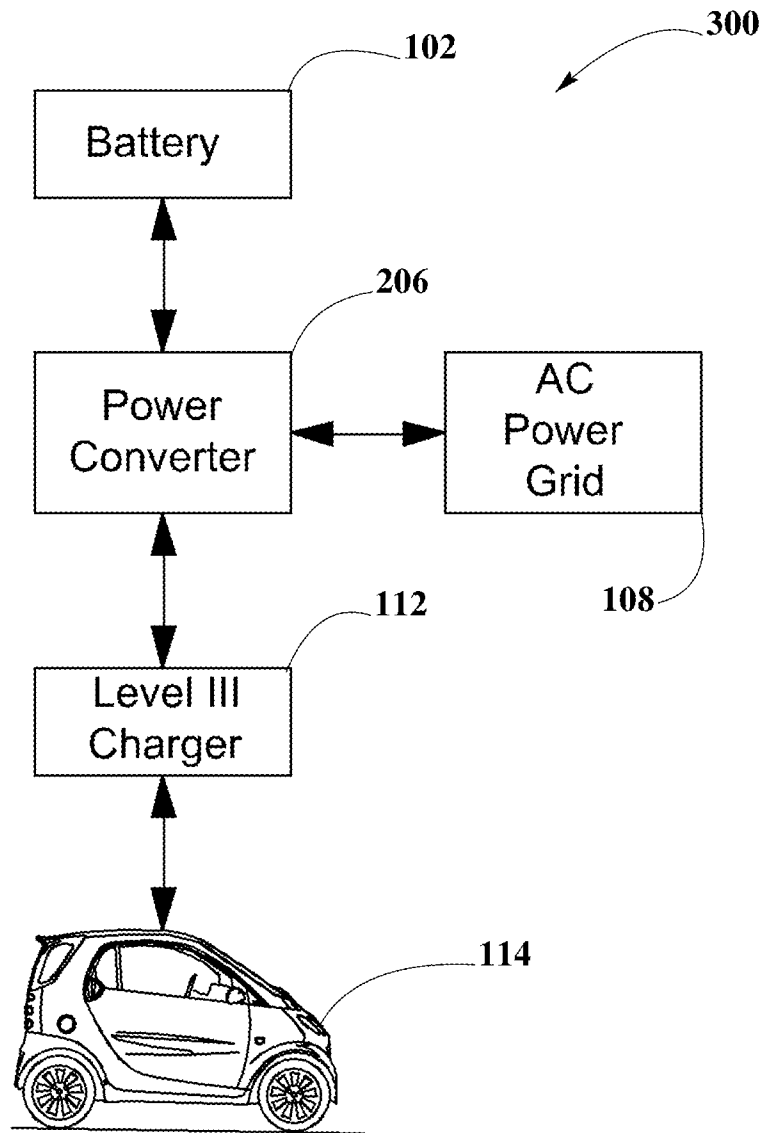 300
102
Battery
206
Power
Converter
AC
Power
Grid
108
112
Level III
Charger
114